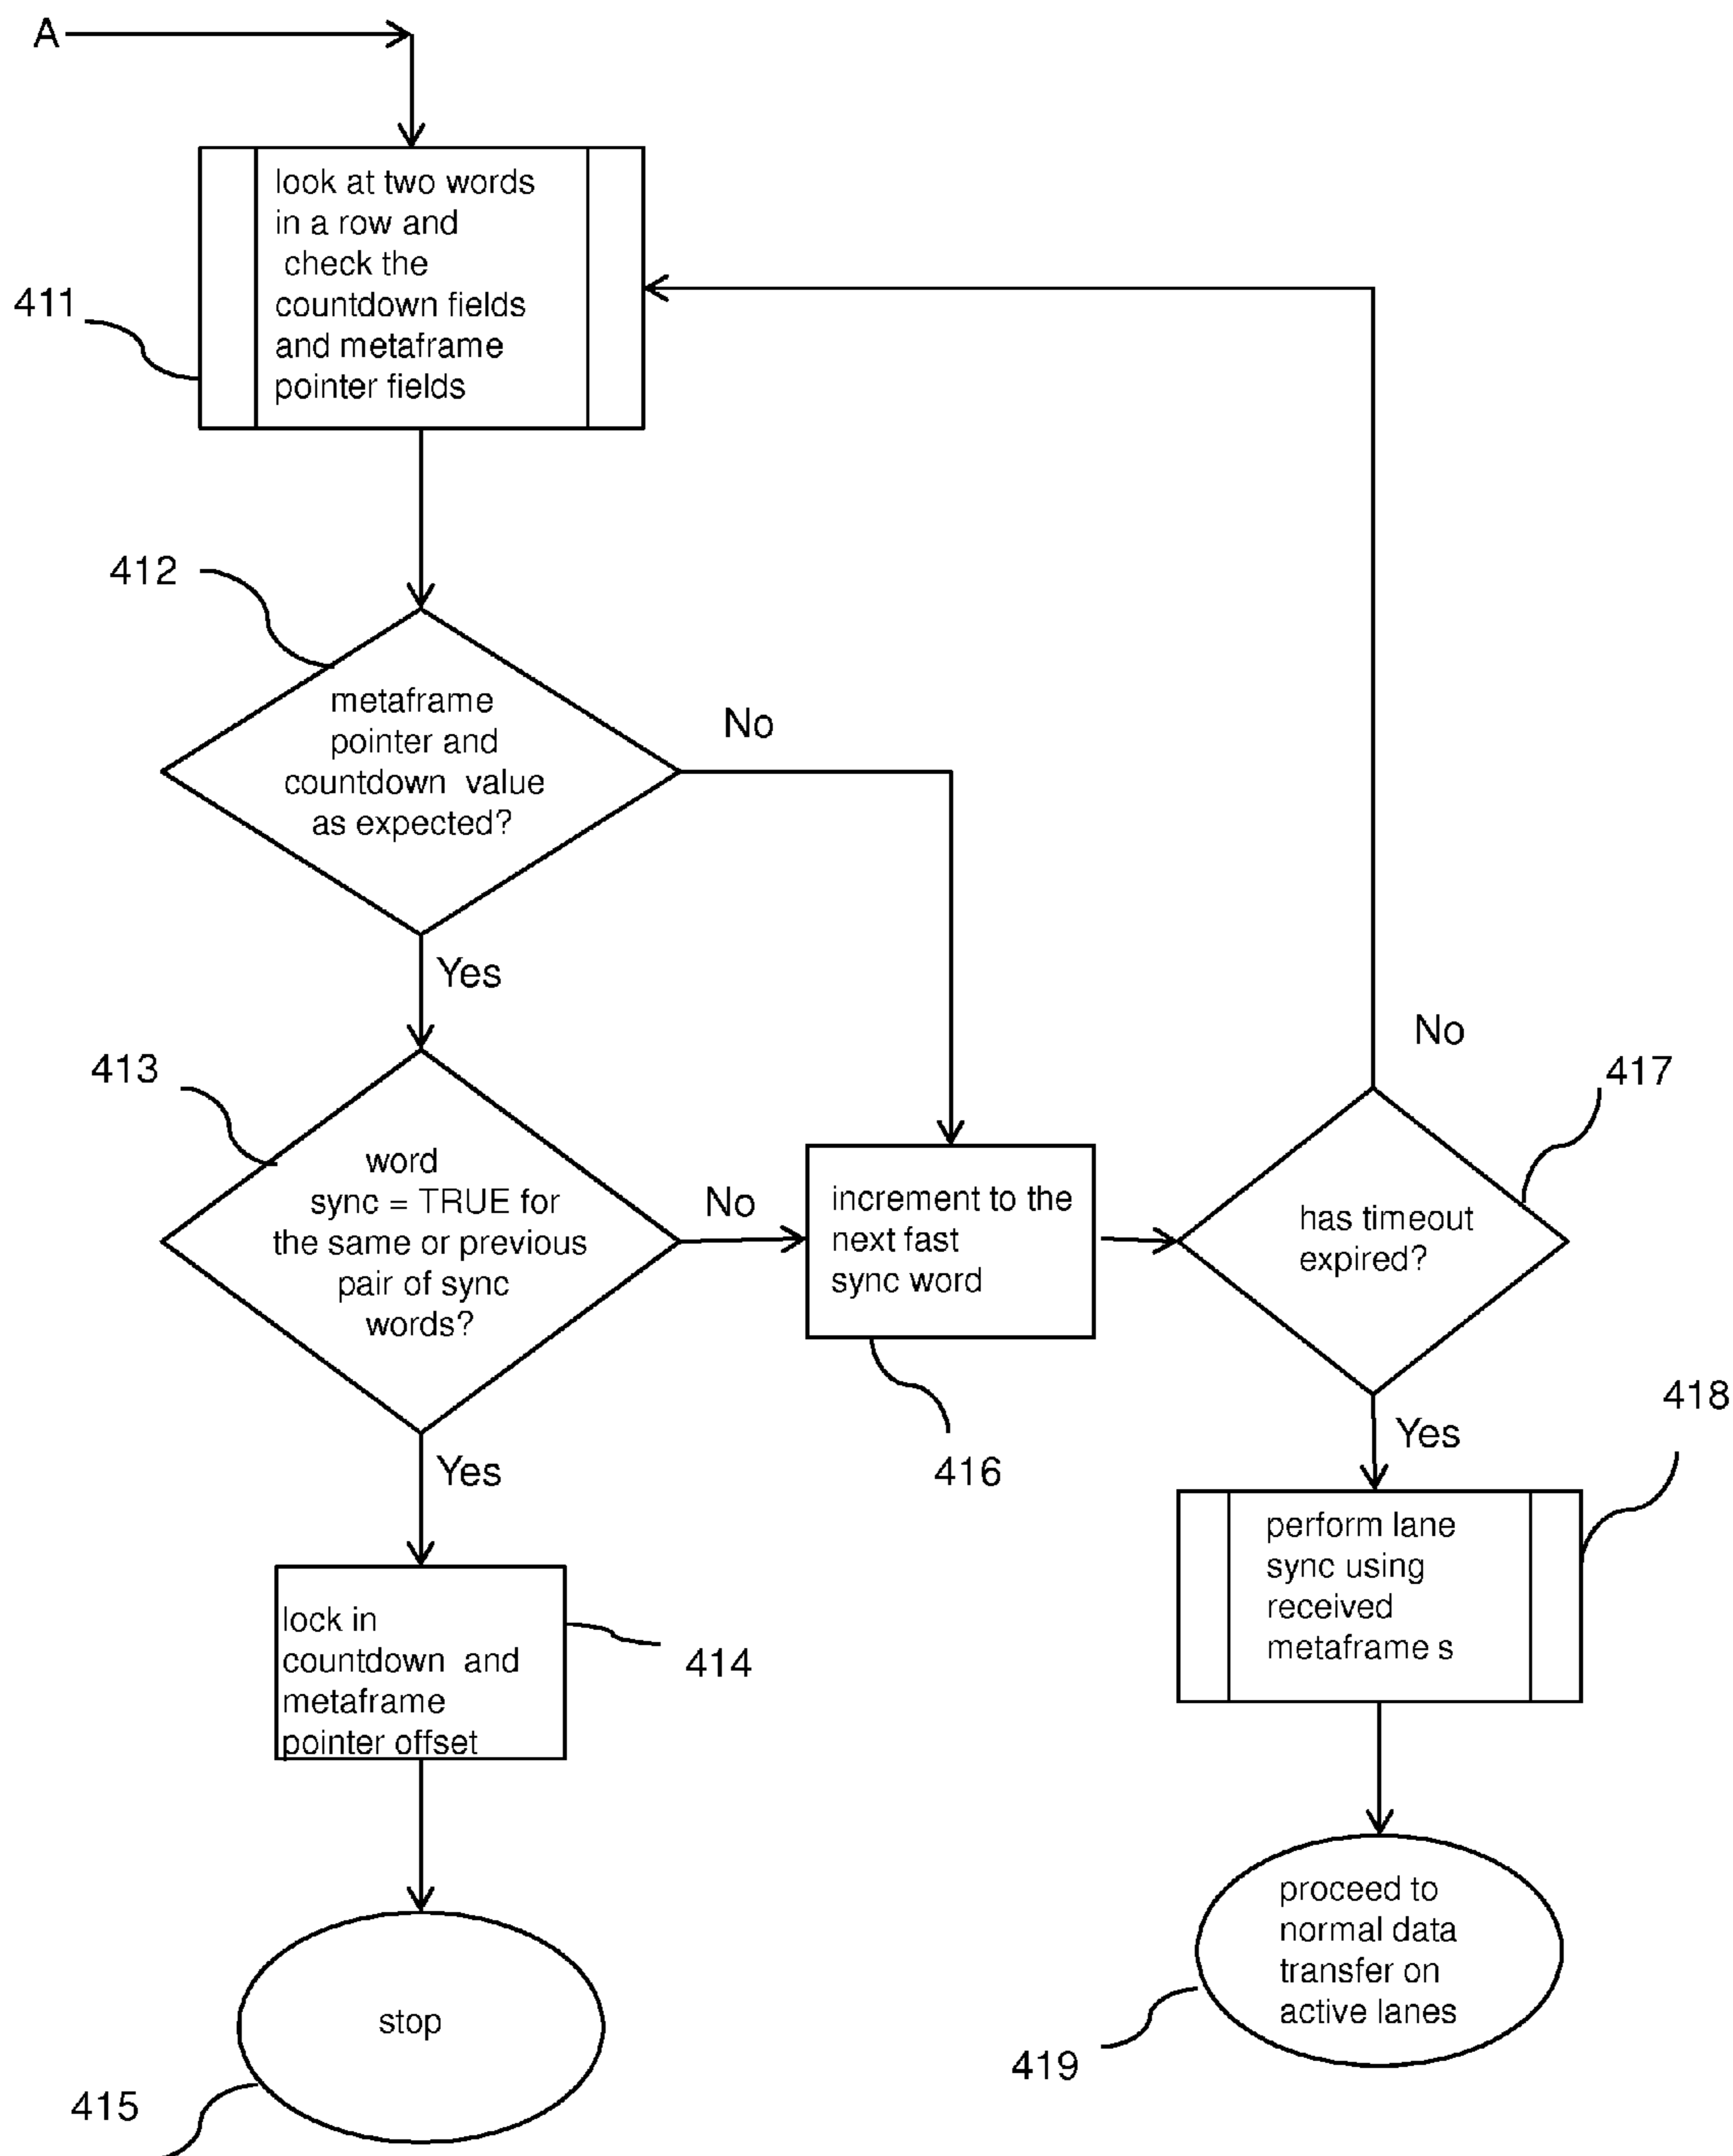 A
look at two words
in a row and
check the
countdown fields
and metaframe
pointer fields
411
412
metaframe
pointer and
countdown value
as expected?
No
Yes
413
word
sync = TRUE for
the same or previous
pair of sync
words?
No
increment to the
next fast
sync word
416
No
417
has timeout
expired?
Yes
418
perform lane
sync using
received
metaframe s
Yes
lock in
countdown and
metaframe
pointer offset
414
stop
415
proceed to
normal data
transfer on
active lanes
419